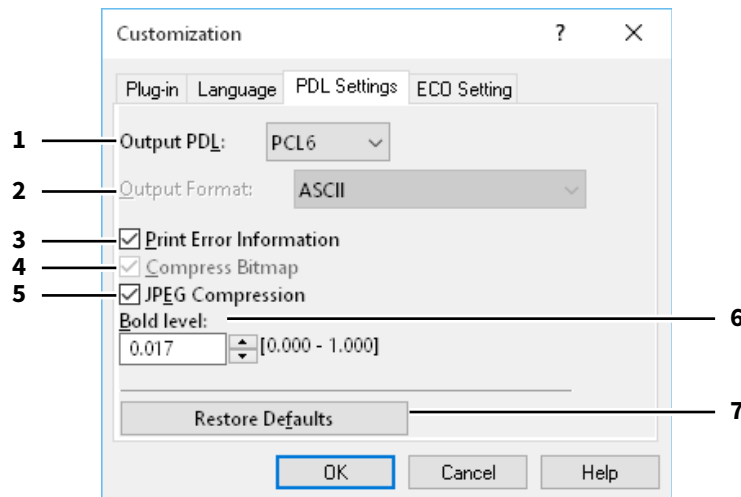 Customization ? ×
Plug-in Language PDL Settings ECO Setting
1 Output PDL: PCL6
2 Output Format: ASCII
3 Print Error Information
4 Compress Bitmap
5 JPEG Compression
Bold level: 6
0.017 [0.000 - 1.000]
Restore Defaults 7
OK Cancel Help